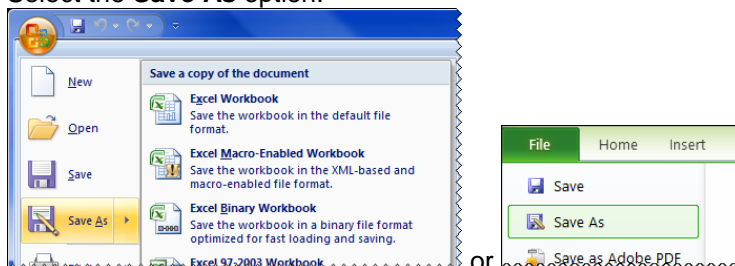 Select the Save As option.
Save a copy of the document
New
Excel Workbook
Save the workbook in the default file
format.
Open
Excel Macro-Enabled Workbook
Save the workbook in the XML-based and
macro-enabled file format.
Save
Excel Binary Workbook
Save the workbook in a binary file format
optimized for fast loading and saving.
Save As
Excel 97-2003 Workbook
or
File Home Insert
Save
Save As
Save as Adobe PDF